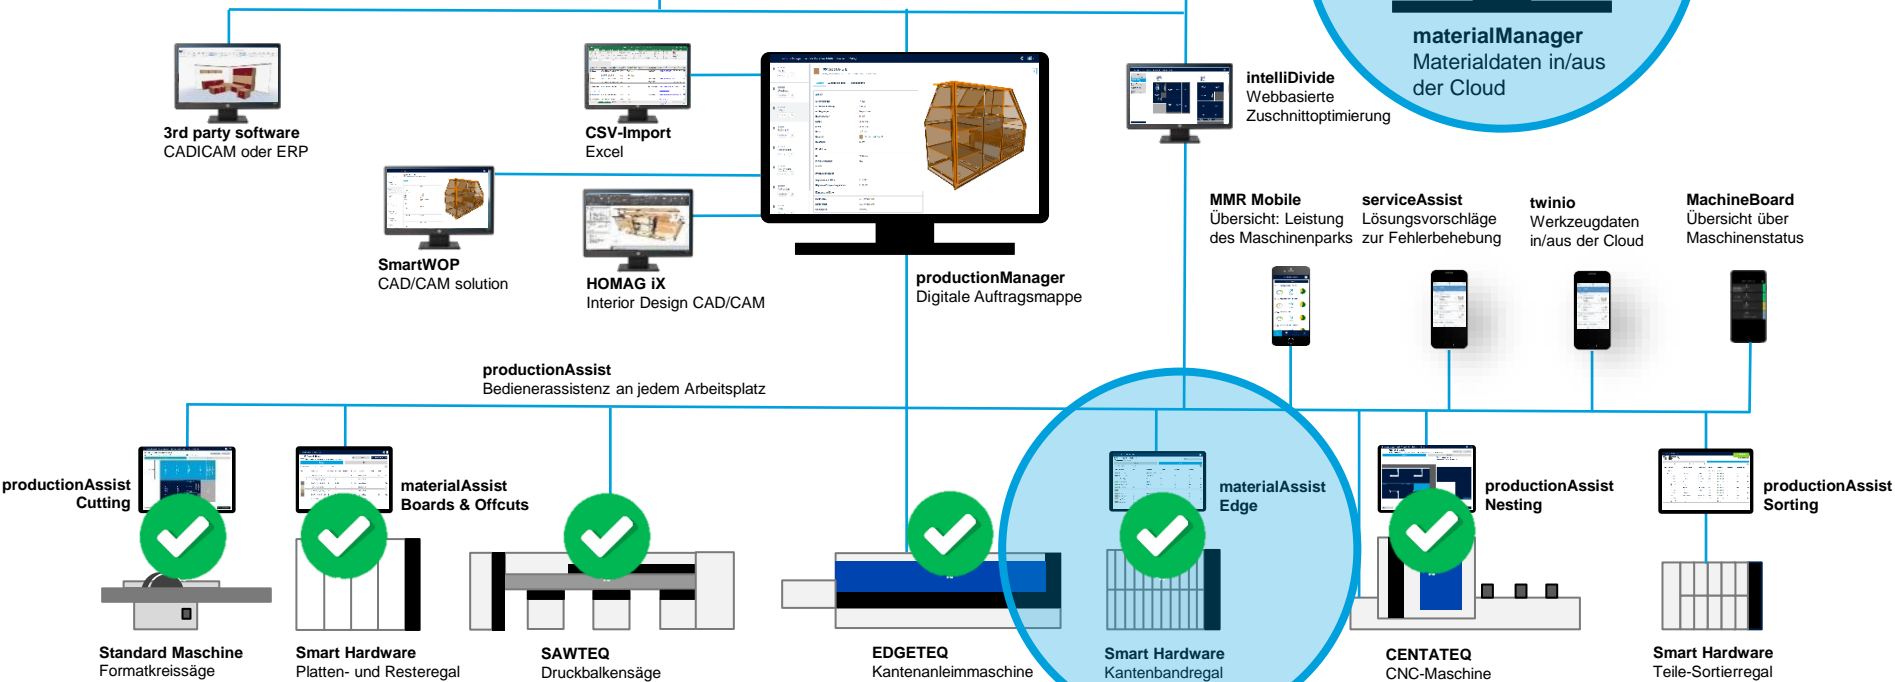 materialManager
Materialdaten in/aus
der Cloud
3rd party software
CADICAM oder ERP
CSV-Import
Excel
intelliDivide
Webbasierte
Zuschnittoptimierung
SmartWOP
CAD/CAM solution
HOMAG iX
Interior Design CAD/CAM
productionManager
Digitale Auftragsmappe
MMR Mobile
Übersicht: Leistung
des Maschinenparks
serviceAssist
Lösungsvorschläge
zur Fehlerbehebung
twinio
Werkzeugdaten
in/aus der Cloud
MachineBoard
Übersicht über
Maschinenstatus
productionAssist
Bedienerassistenz an jedem Arbeitsplatz
productionAssist
Cutting
materialAssist
Boards & Offcuts
materialAssist
Edge
productionAssist
Nesting
productionAssist
Sorting
Standard Maschine
Formatkreissäge
Smart Hardware
Platten- und Resteregal
SAWTEQ
Druckbalkensäge
EDGETEQ
Kantenanleimmaschine
Smart Hardware
Kantenbandregal
CENTATEQ
CNC-Maschine
Smart Hardware
Teile-Sortierregal